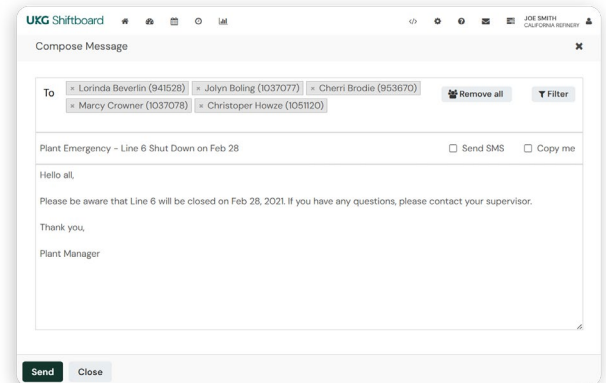 UKG Shiftboard
JOE SMITH
CALIFORNIA REFINERY
Compose Message
To × Lorinda Beverlin (941528) × Jolyn Boling (1037077) × Cherri Brodie (953670) Remove all Filter
× Marcy Crowner (1037078) × Christoper Howze (1051120)
Plant Emergency - Line 6 Shut Down on Feb 28 Send SMS Copy me
Hello all,
Please be aware that Line 6 will be closed on Feb 28, 2021. If you have any questions, please contact your supervisor.
Thank you,
Plant Manager
Send Close